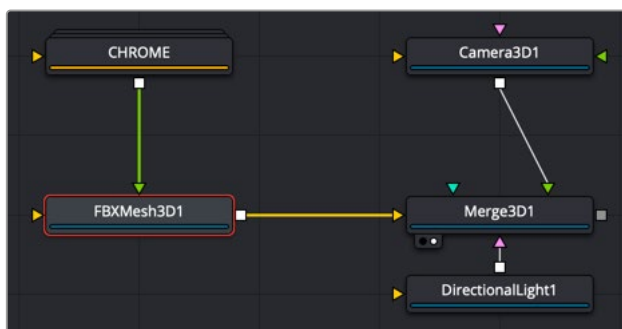 CHROME
Camera3D1
FBXMesh3D1
Merge3D1
DirectionalLight1